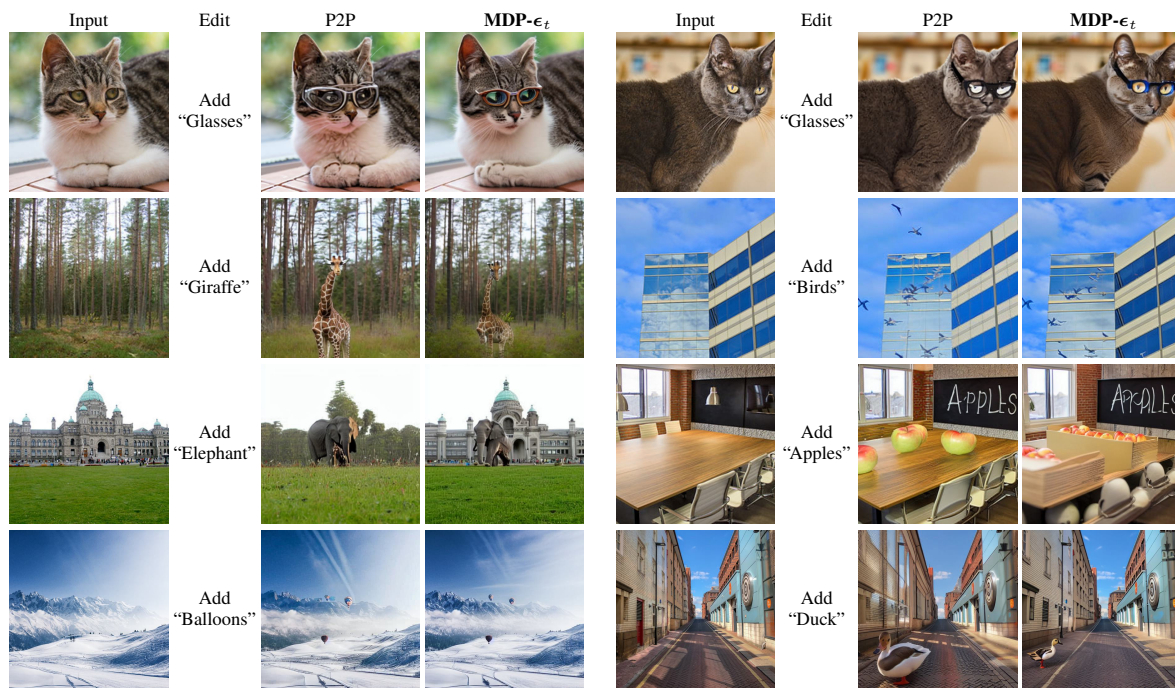 Input Edit P2P MDP-ϵt Input Edit P2P MDP-ϵt
Add
“Glasses”
Add
“Glasses”
Add
“Giraffe”
Add
“Birds”
Add
“Elephant”
Add
“Apples”
APPLES
Add
“Balloons”
Add
“Duck”